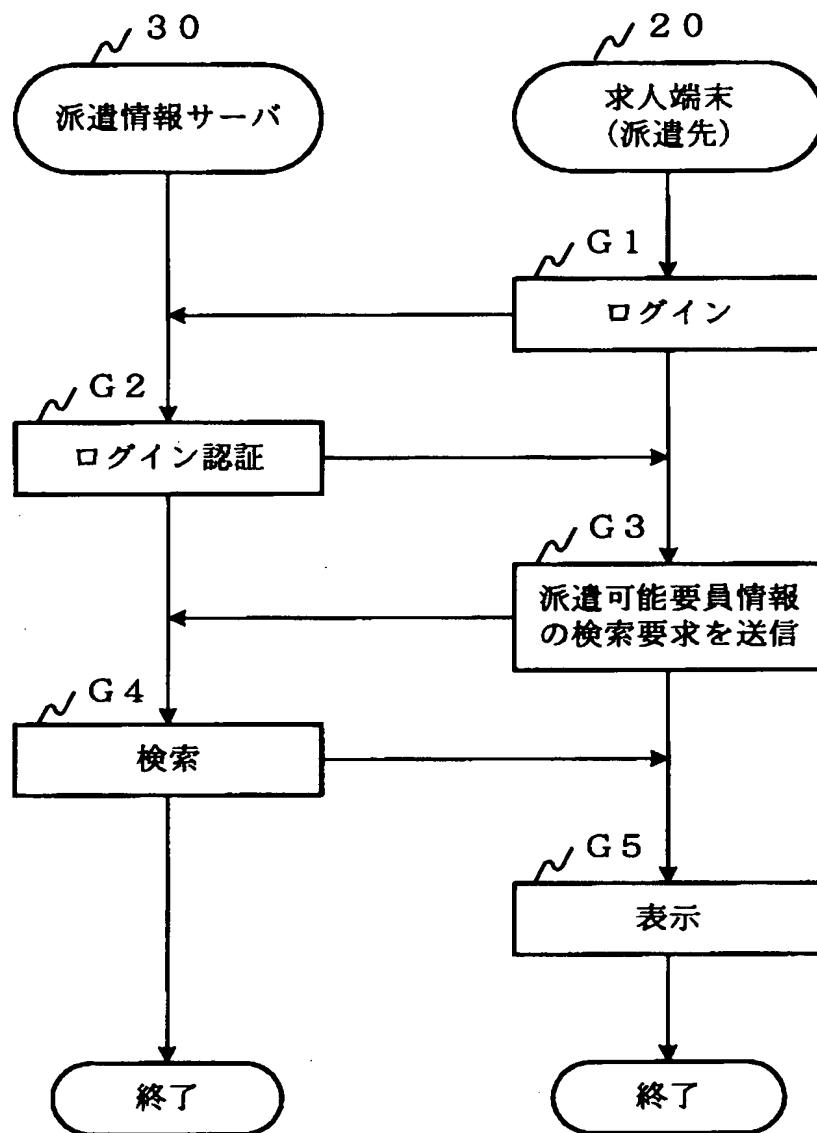 ３０
２０
派遣情報サーバ
求人端末
(派遣先)
Ｇ１
ログイン
Ｇ２
ログイン認証
Ｇ３
派遣可能要員情報
の検索要求を送信
Ｇ４
検索
Ｇ５
表示
終了
終了